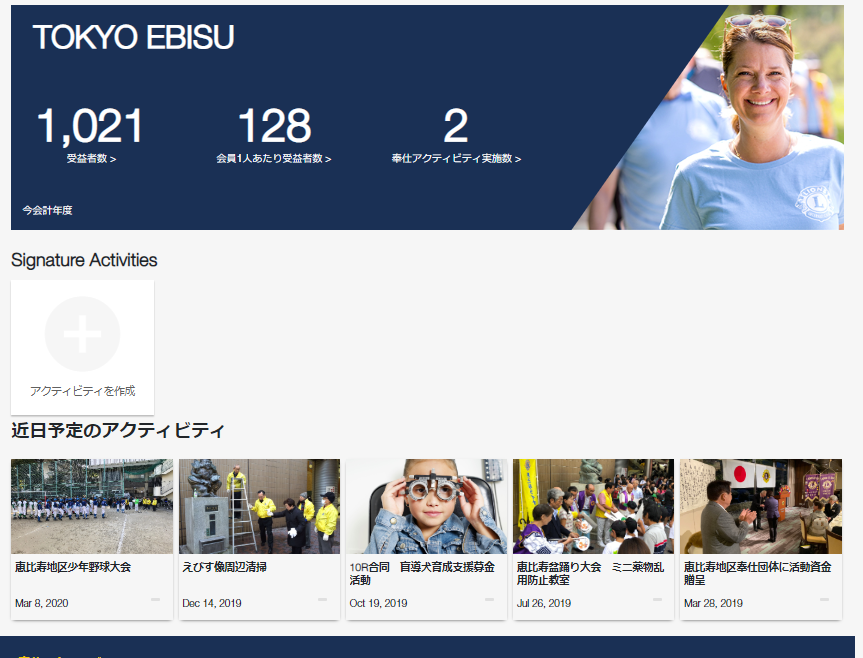 TOKYO EBISU
1,021
128
2
受益者数 >
会員1人あたり受益者数 >
奉仕アクティビティ実施数 >
今会計年度
Signature Activities
アクティビティを作成
近日予定のアクティビティ
恵比寿地区少年野球大会
Mar 8, 2020
えびす像周辺清掃
Dec 14, 2019
10R合同　盲導犬育成支援募金
活動
Oct 19, 2019
恵比寿盆踊り大会　ミニ薬物乱
用防止教室
Jul 26, 2019
恵比寿地区奉仕団体に活動資金
贈呈
Mar 28, 2019